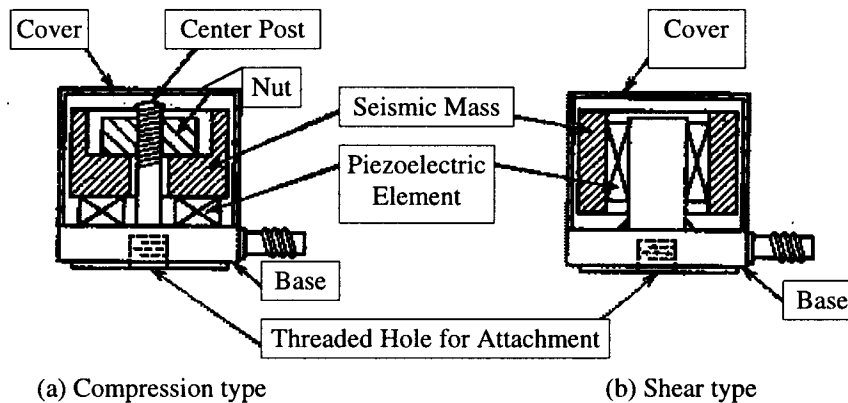 Cover
Center Post
Cover
Nut
Seismic Mass
Piezoelectric
Element
Base
Base
Threaded Hole for Attachment
(a) Compression type
(b) Shear type